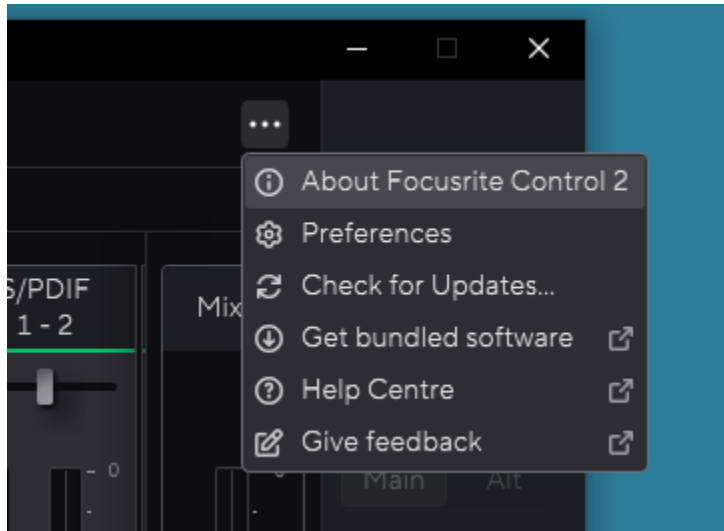 About Focusrite Control 2
Preferences
Check for Updates...
Get bundled software
Help Centre
Give feedback
S/PDIF
1 - 2
Mix
0
Main
Alt